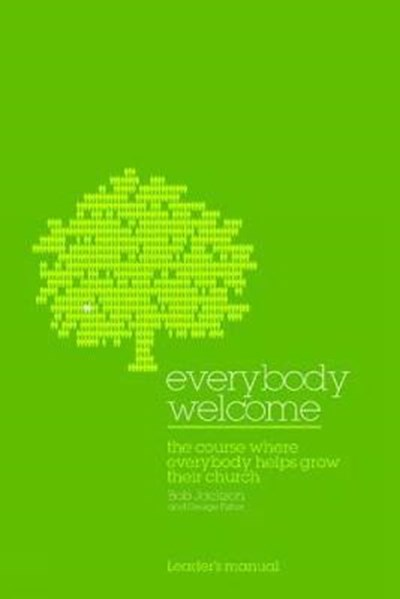 everybody
welcome
the course where
everybody helps grow
their church
Bob Jackson
and George Fisher
Leader's manual